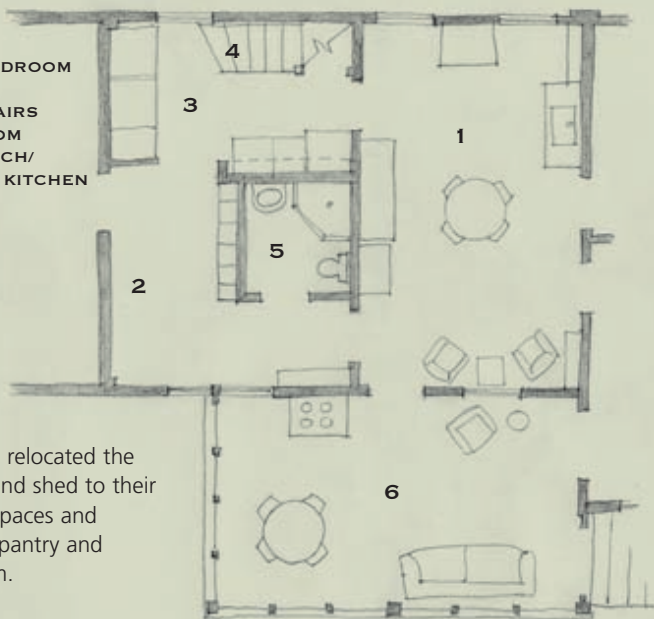 DROOM
AIRS
OM
CH/
KITCHEN
4
3
1
5
2
6
relocated the
nd shed to their
paces and
pantry and
n.